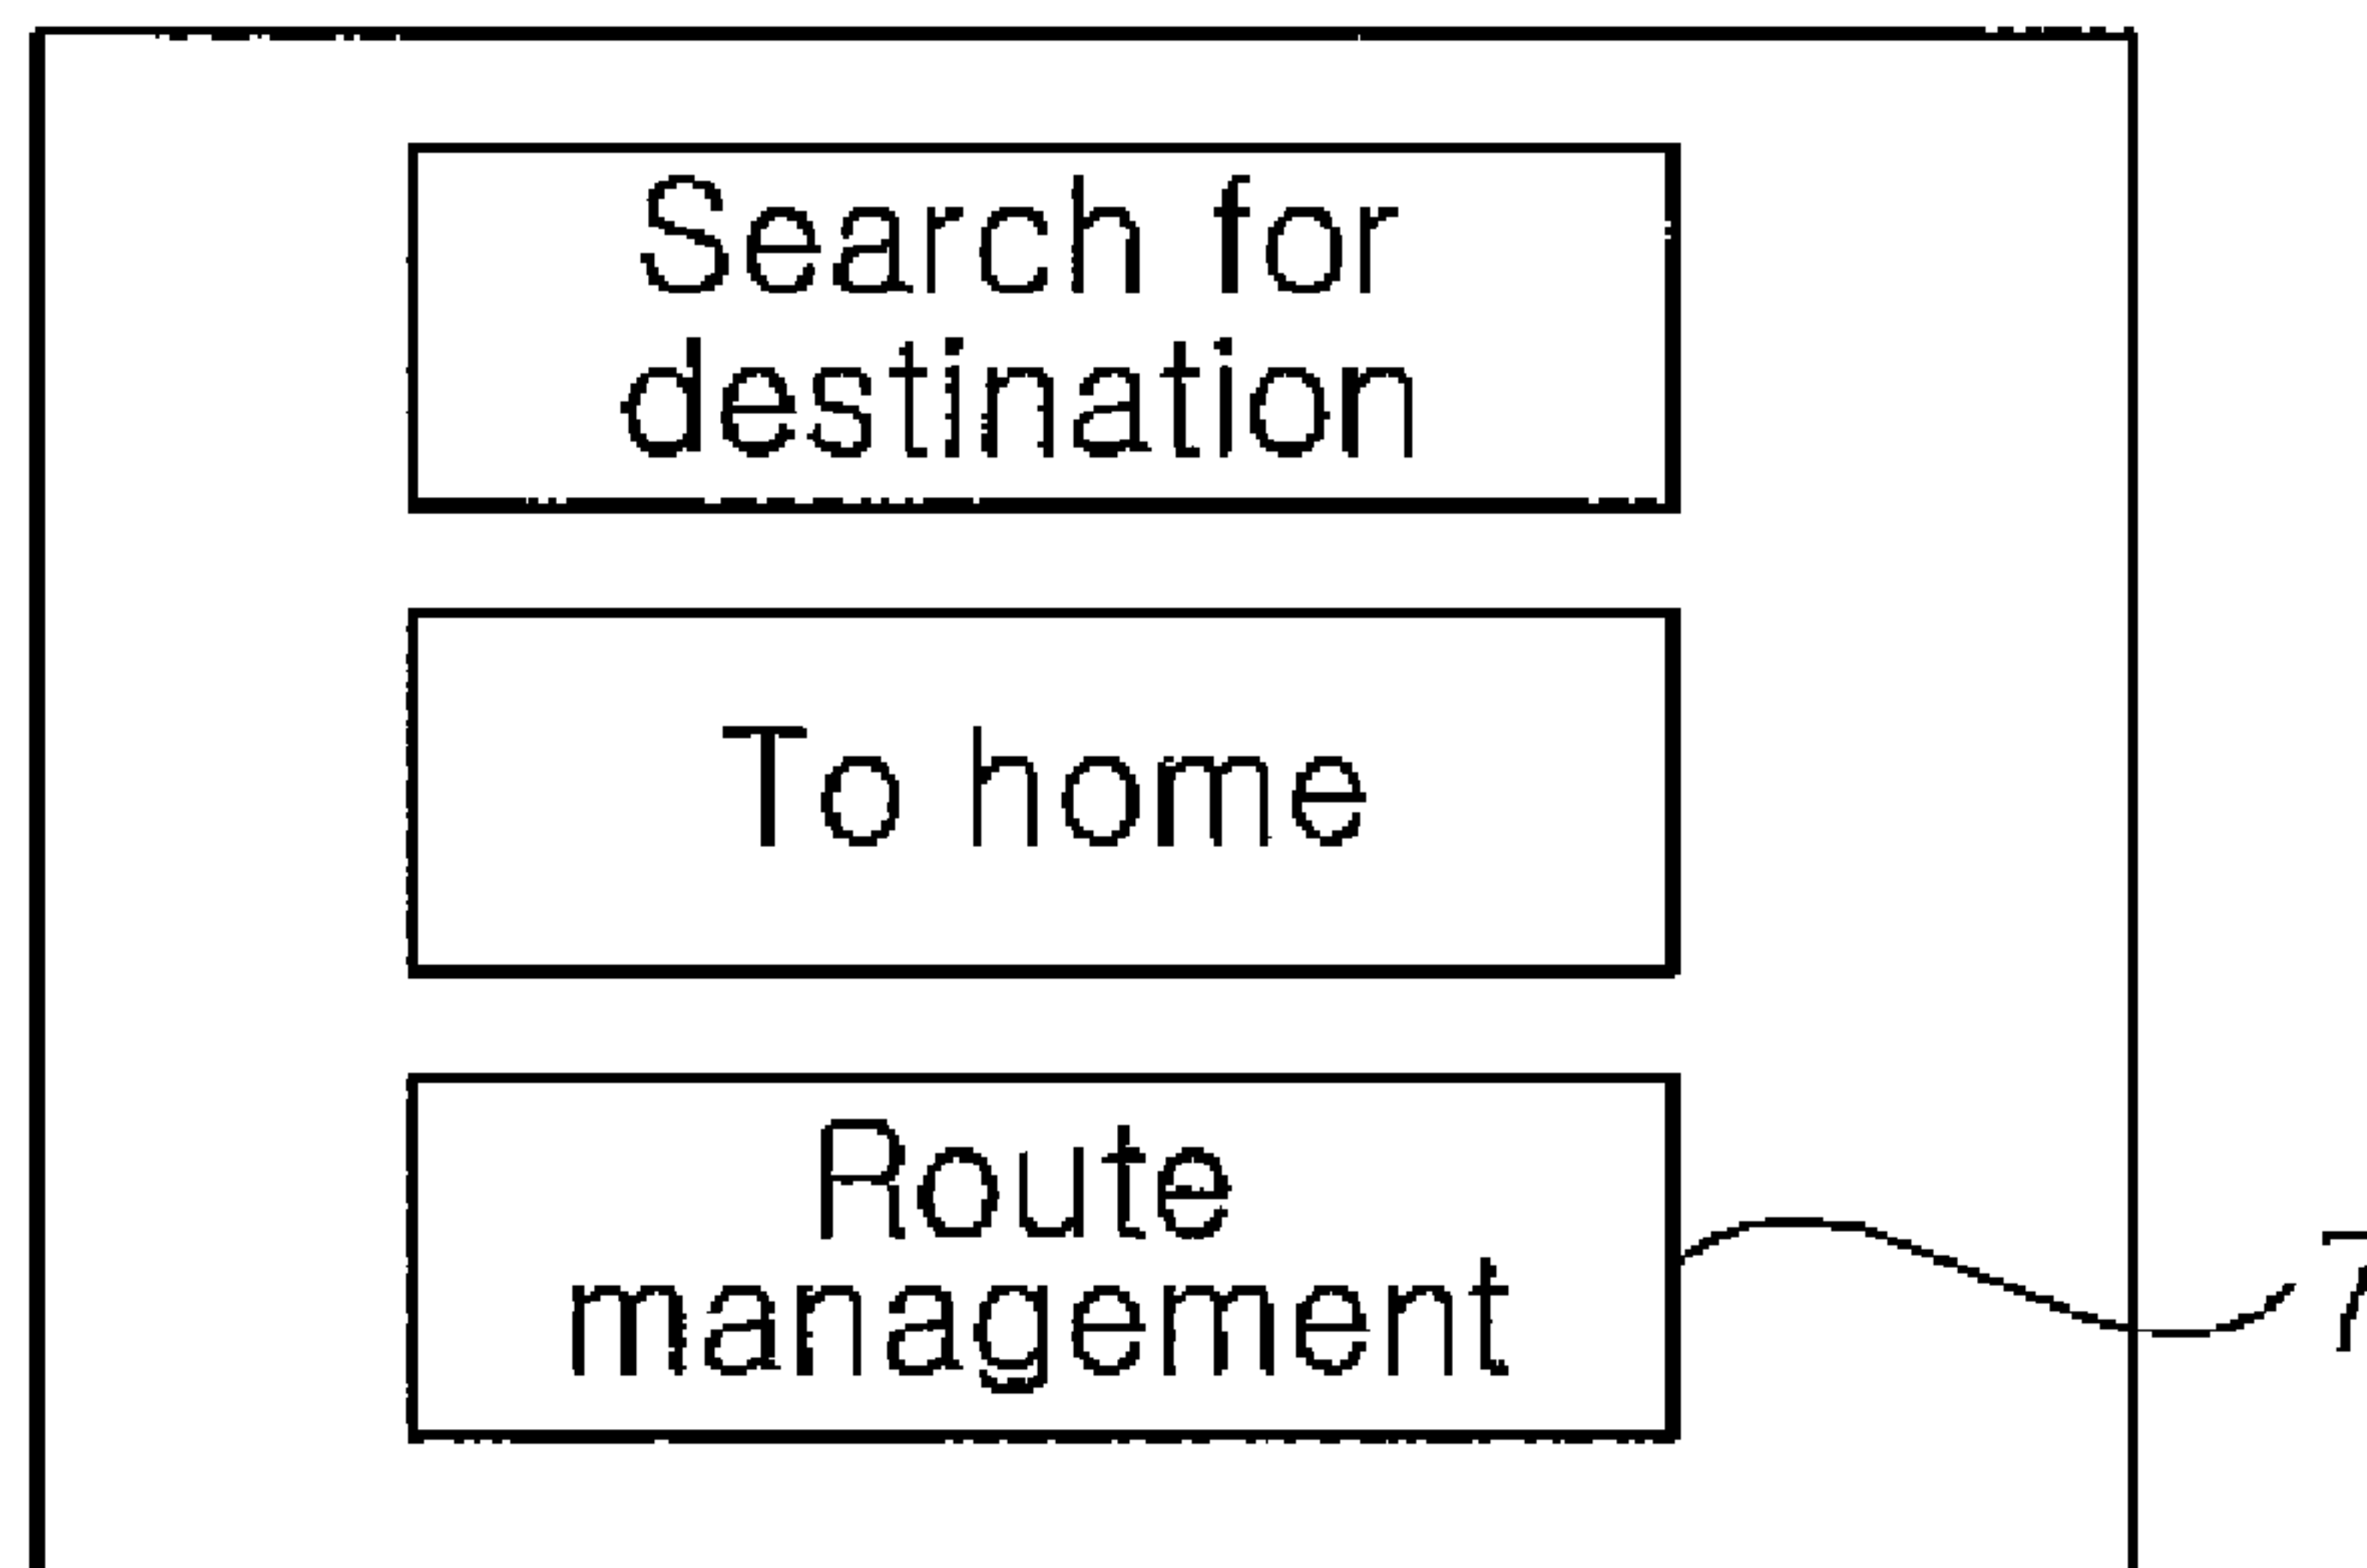 Search for
destination
To home
Route
management